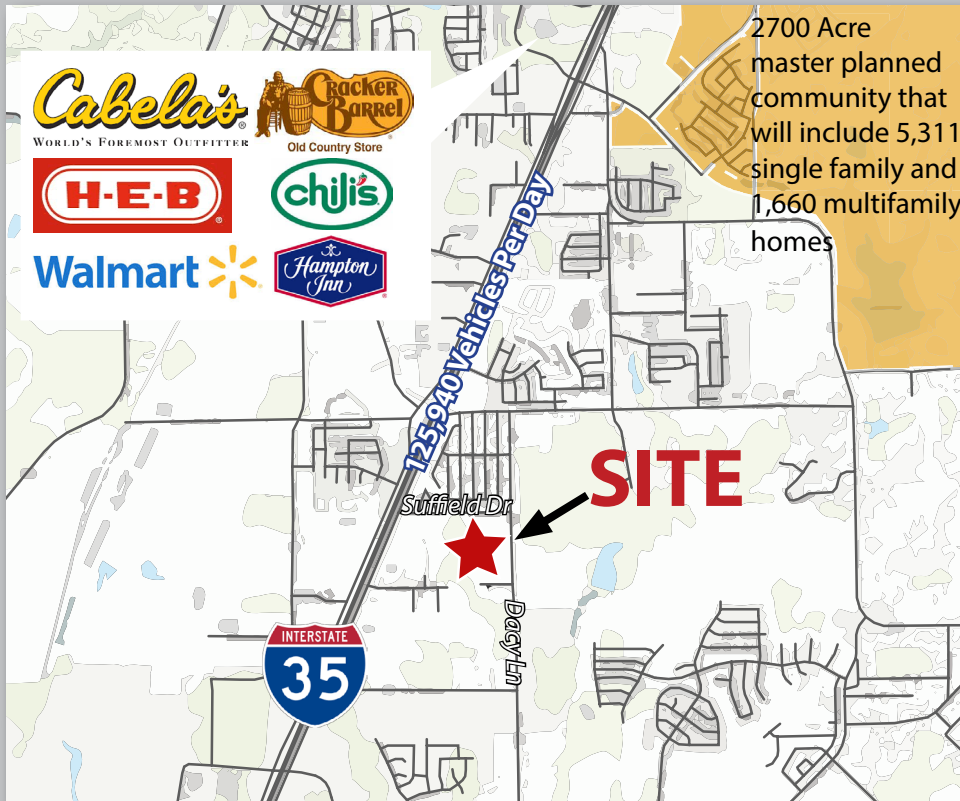 Cabela's
WORLD'S FOREMOST OUTFITTER
CRACKER
BARREL
Old Country Store
H-E-B
chili's
Walmart
Hampton
Inn
2700 Acre
master planned
community that
will include 5,311
single family and
1,660 multifamily
homes
125,940 Vehicles Per Day
SITE
Suffield Dr
Dacy Ln
INTERSTATE
35